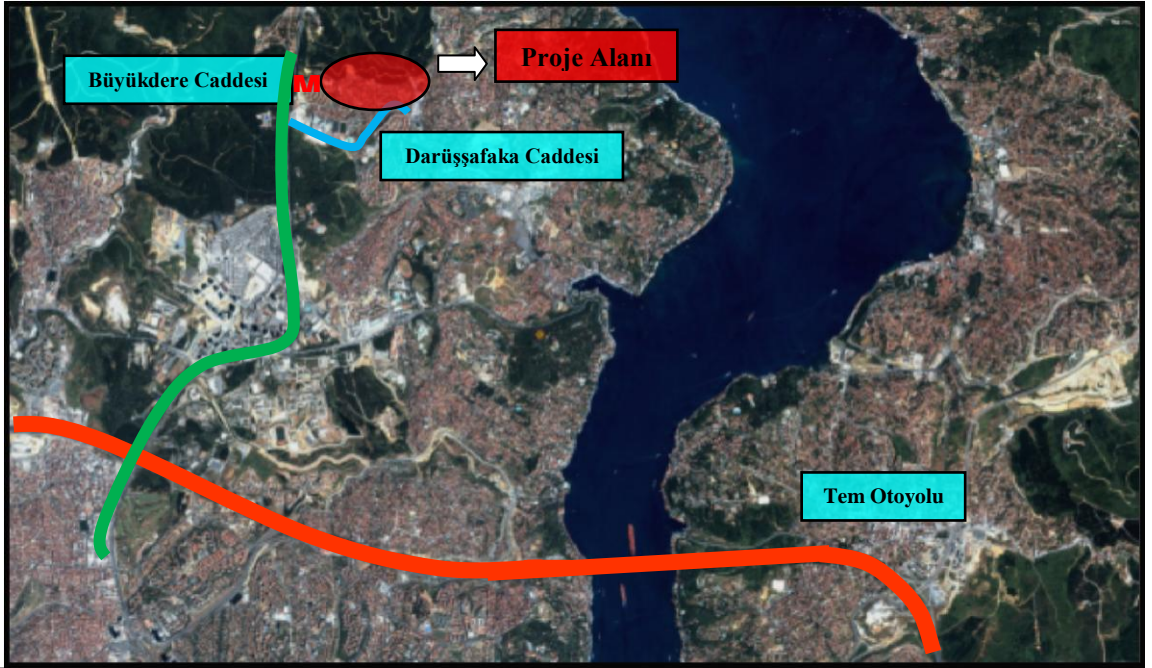 Proje Alanı
Büyükdere Caddesi
M
Darüşşafaka Caddesi
Tem Otoyolu